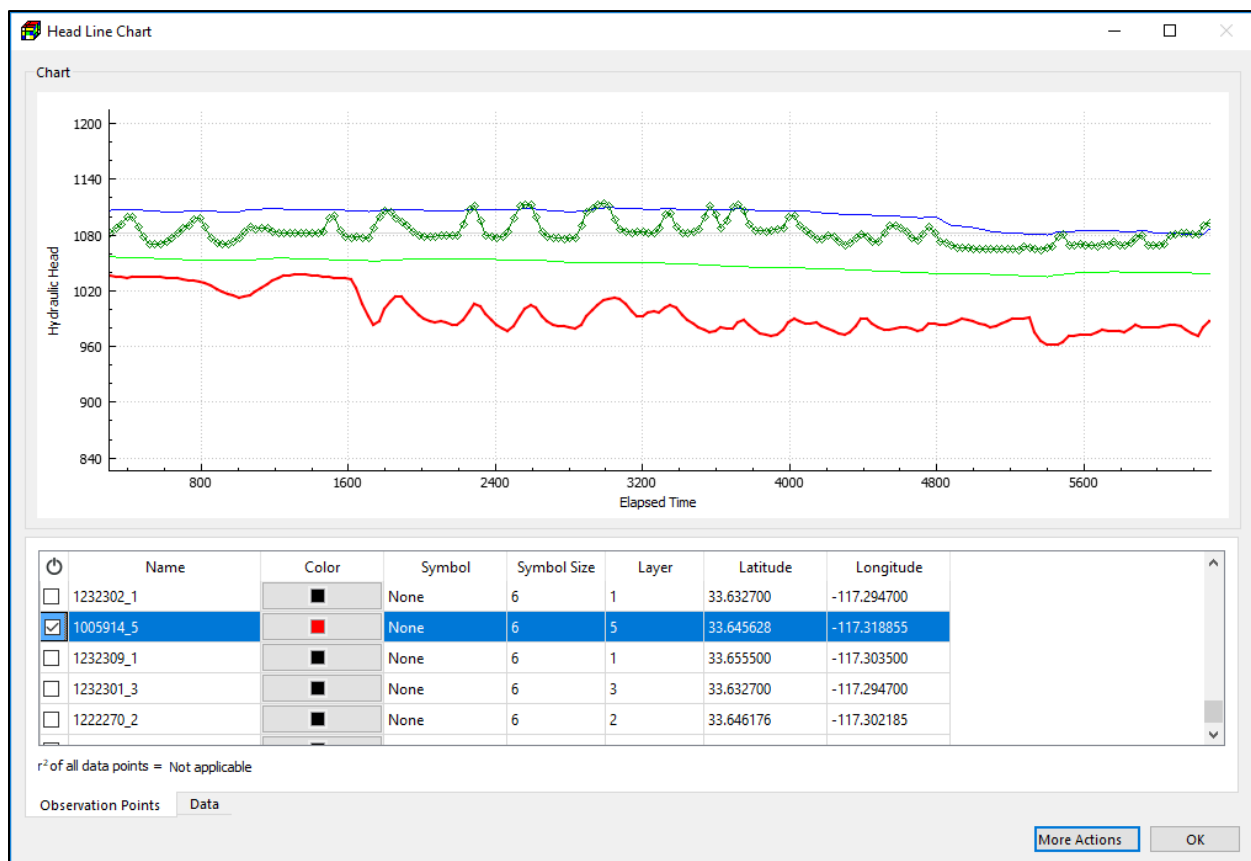 Head Line Chart
Chart
1200
1140
1080
1020
960
900
840
Hydraulic Head
800 1600 2400 3200 4000 4800 5600
Elapsed Time
Name Color Symbol Symbol Size Layer Latitude Longitude
1232302_1 None 6 1 33.632700 -117.294700
1005914_5 None 6 5 33.645628 -117.318855
1232309_1 None 6 1 33.655500 -117.303500
1232301_3 None 6 3 33.632700 -117.294700
1222270_2 None 6 2 33.646176 -117.302185
r² of all data points = Not applicable
Observation Points Data
More Actions OK